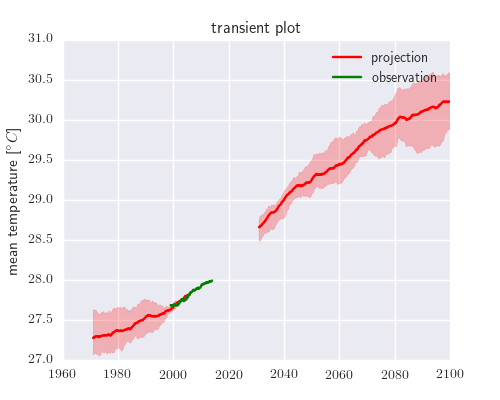 transient plot
projection
observation
mean temperature [°C]
31.0
30.5
30.0
29.5
29.0
28.5
28.0
27.5
27.0
1960 1980 2000 2020 2040 2060 2080 2100